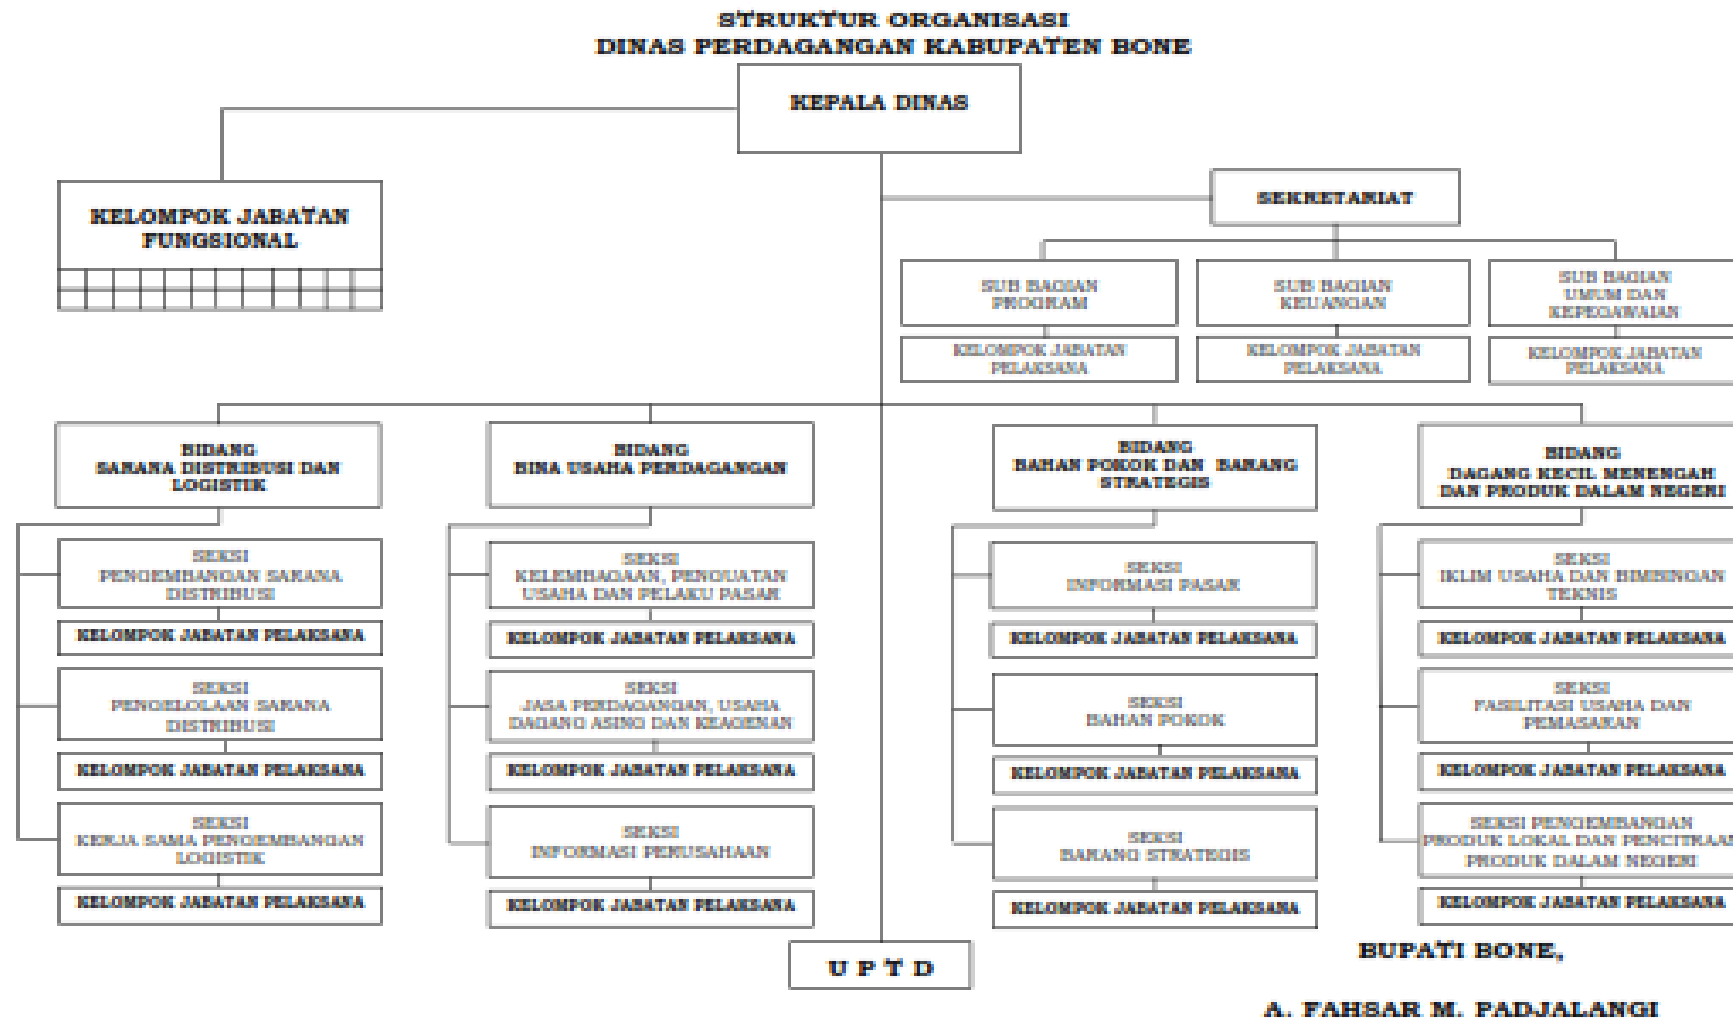 STRUKTUR ORGANISASI
DINAS PERDAGANGAN KABUPATEN BONE
KEPALA DINAS
KELOMPOK JABATAN
FUNGSIONAL
SEKRETARIAT
SUB BAGIAN
PROGRAM
SUB BAGIAN
KEUANGAN
SUB BAGIAN
UMUM DAN
KEPEGAWAIAN
KELOMPOK JABATAN
PELAKSANA
KELOMPOK JABATAN
PELAKSANA
KELOMPOK JABATAN
PELAKSANA
BIDANG
SARANA DISTRIBUSI DAN
LOGISTIK
SEKSI
PENGEMBANGAN SARANA
DISTRIBUSI
KELOMPOK JABATAN PELAKSANA
SEKSI
PENGELOLAAN SARANA
DISTRIBUSI
KELOMPOK JABATAN PELAKSANA
SEKSI
KERJA SAMA PENGEMBANGAN
LOGISTIK
KELOMPOK JABATAN PELAKSANA
BIDANG
BINA USAHA PERDAGANGAN
SEKSI
KELEMBAGAAN, PENGUATAN
USAHA DAN PELAKU PASAR
KELOMPOK JABATAN PELAKSANA
SEKSI
JASA PERDAGANGAN, USAHA
DAGANG ASING DAN KEAGENAN
KELOMPOK JABATAN PELAKSANA
SEKSI
INFORMASI PERUSAHAAN
KELOMPOK JABATAN PELAKSANA
BIDANG
BAHAN POKOK DAN BARANG
STRATEGIS
SEKSI
INFORMASI PASAR
KELOMPOK JABATAN PELAKSANA
SEKSI
BAHAN POKOK
KELOMPOK JABATAN PELAKSANA
SEKSI
BARANG STRATEGIS
KELOMPOK JABATAN PELAKSANA
BIDANG
DAGANG KECIL MENENGAH
DAN PRODUK DALAM NEGERI
SEKSI
IKLIM USAHA DAN BIMBINGAN
TEKNIS
KELOMPOK JABATAN PELAKSANA
SEKSI
FASILITASI USAHA DAN
PEMASARAN
KELOMPOK JABATAN PELAKSANA
SEKSI PENGEMBANGAN
PRODUK LOKAL DAN PENCITRAAN
PRODUK DALAM NEGERI
KELOMPOK JABATAN PELAKSANA
U P T D
BUPATI BONE,
A. FAHSAR M. PADJALANGI